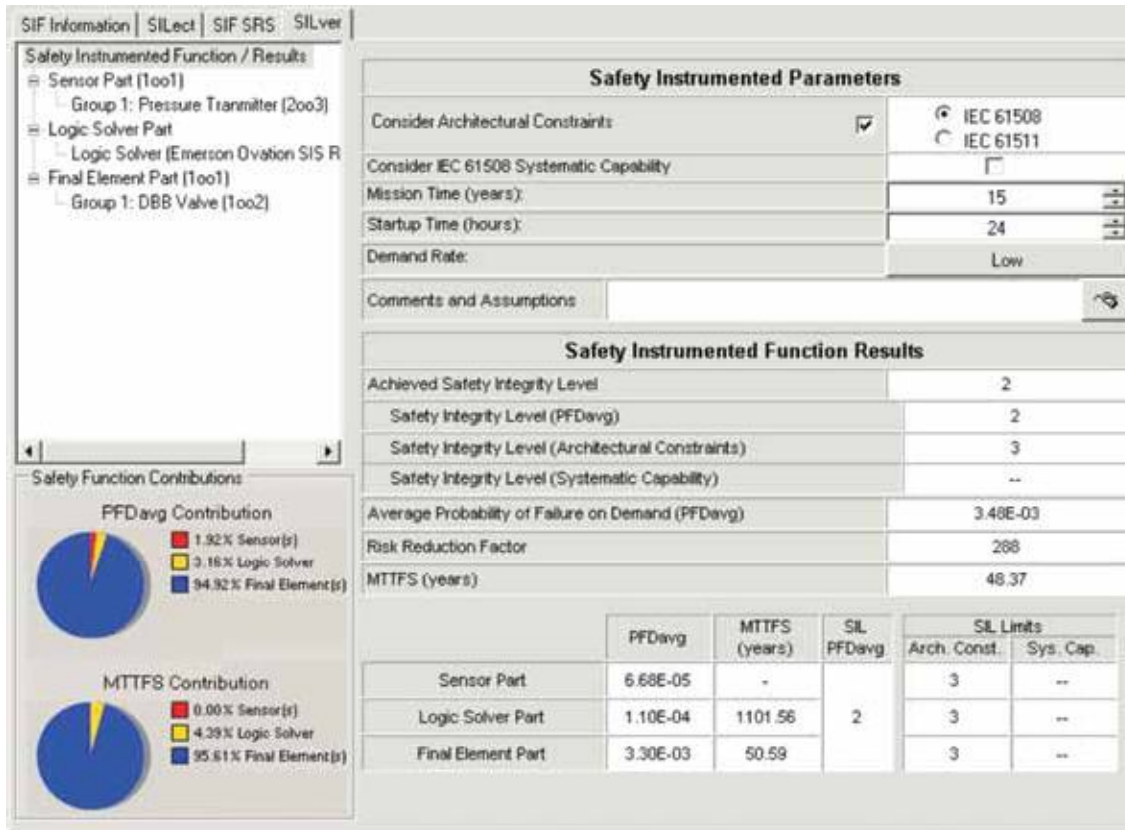 SIF Information SILect SIF SRS SILver
Safety Instrumented Function / Results
Sensor Part (1oo1)
Group 1: Pressure Tranmitter (2oo3)
Logic Solver Part
Logic Solver (Emerson Ovation SIS R
Final Element Part (1oo1)
Group 1: DBB Valve (1oo2)
Safety Function Contributions
PFDavg Contribution
1.92% Sensor(s)
3.16% Logic Solver
94.92% Final Element(s)
MTTFS Contribution
0.00% Sensor(s)
4.39% Logic Solver
95.61% Final Element(s)
Safety Instrumented Parameters
Consider Architectural Constraints IEC 61508
IEC 61511
Consider IEC 61508 Systematic Capability
Mission Time (years): 15
Startup Time (hours): 24
Demand Rate: Low
Comments and Assumptions
Safety Instrumented Function Results
Achieved Safety Integrity Level 2
Safety Integrity Level (PFDavg) 2
Safety Integrity Level (Architectural Constraints) 3
Safety Integrity Level (Systematic Capability) --
Average Probability of Failure on Demand (PFDavg) 3.48E-03
Risk Reduction Factor 288
MTTFS (years) 48.37
PFDavg MTTFS (years) SIL PFDavg SIL Limits
Arch. Const. Sys. Cap.
Sensor Part 6.68E-05 - 3 --
Logic Solver Part 1.10E-04 1101.56 2 3 --
Final Element Part 3.30E-03 50.59 3 --